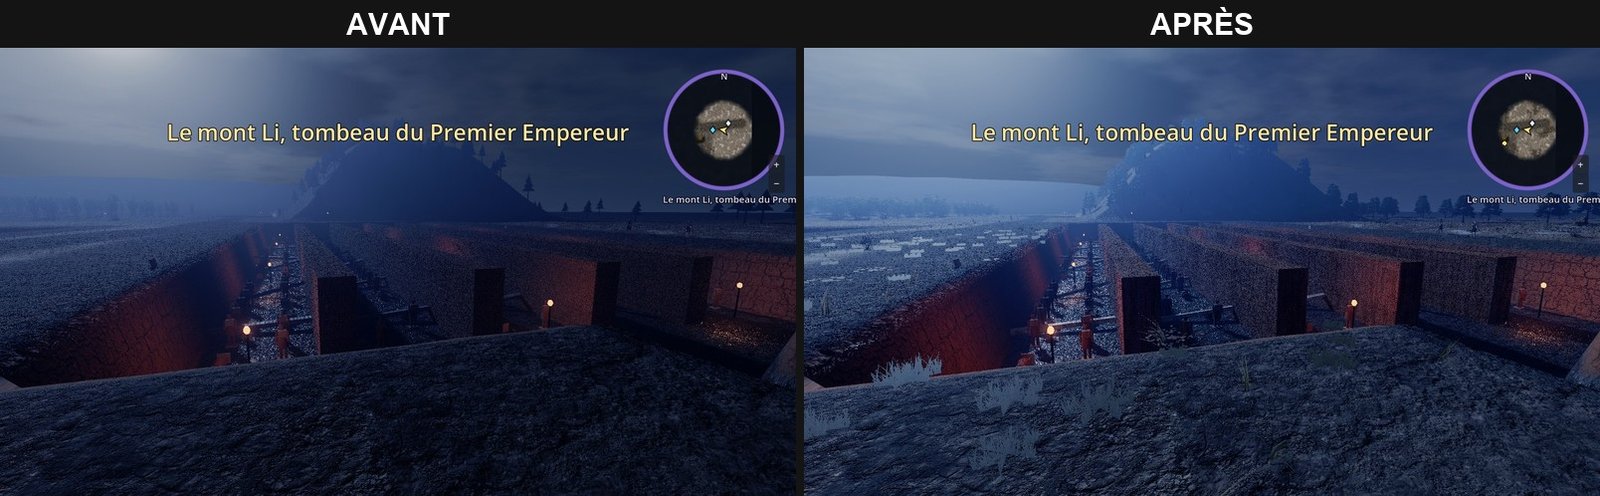 AVANT
APRÈS
N
Le mont Li, tombeau du Premier Empereur
+
−
Le mont Li, tombeau du Prem
N
Le mont Li, tombeau du Premier Empereur
+
−
Le mont Li, tombeau du Prem